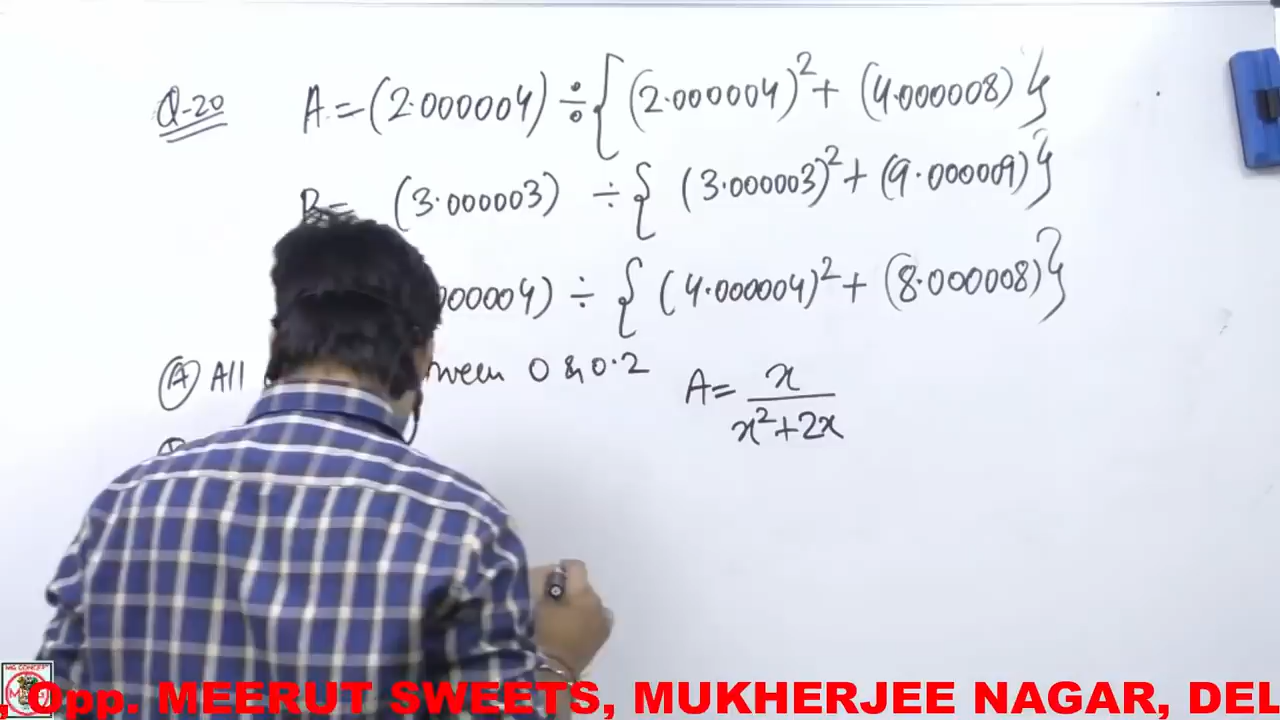 Q-20 A = (2.000004) ÷ { (2.000004)² + (4.000008) }
B = (3.000003) ÷ { (3.000003)² + (9.000009) }
00004) ÷ { (4.000004)² + (8.000008) }
(A) All ween 0 & 0.2
A = x / x² + 2x
, Opp. MEERUT SWEETS, MUKHERJEE NAGAR, DEL